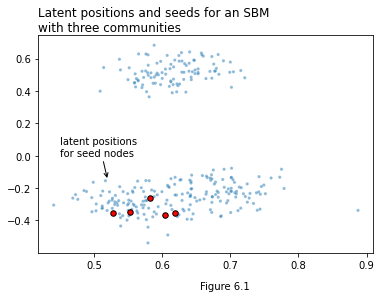 Latent positions and seeds for an SBM
with three communities
0.6
0.4
0.2
0.0
−0.2
−0.4
latent positions
for seed nodes
0.5 0.6 0.7 0.8 0.9
Figure 6.1